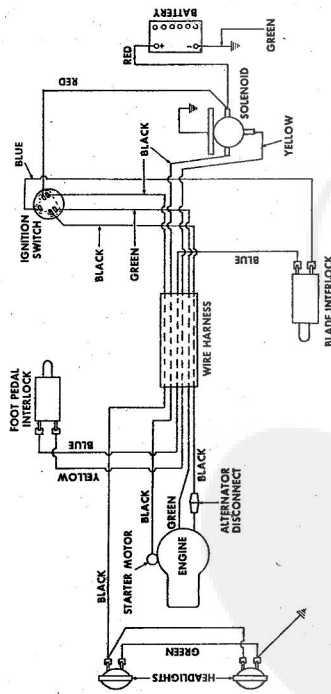 BATTERY
+
−
RED
GREEN
RED
SOLENOID
BLUE
BLACK
YELLOW
IGNITION
SWITCH
BLACK
GREEN
BLUE
BLADE INTERLOCK
WIRE HARNESS
FOOT PEDAL
INTERLOCK
BLUE
YELLOW
BLACK
GREEN
BLACK
ALTERNATOR
DISCONNECT
STARTER MOTOR
ENGINE
BLACK
GREEN
HEADLIGHTS